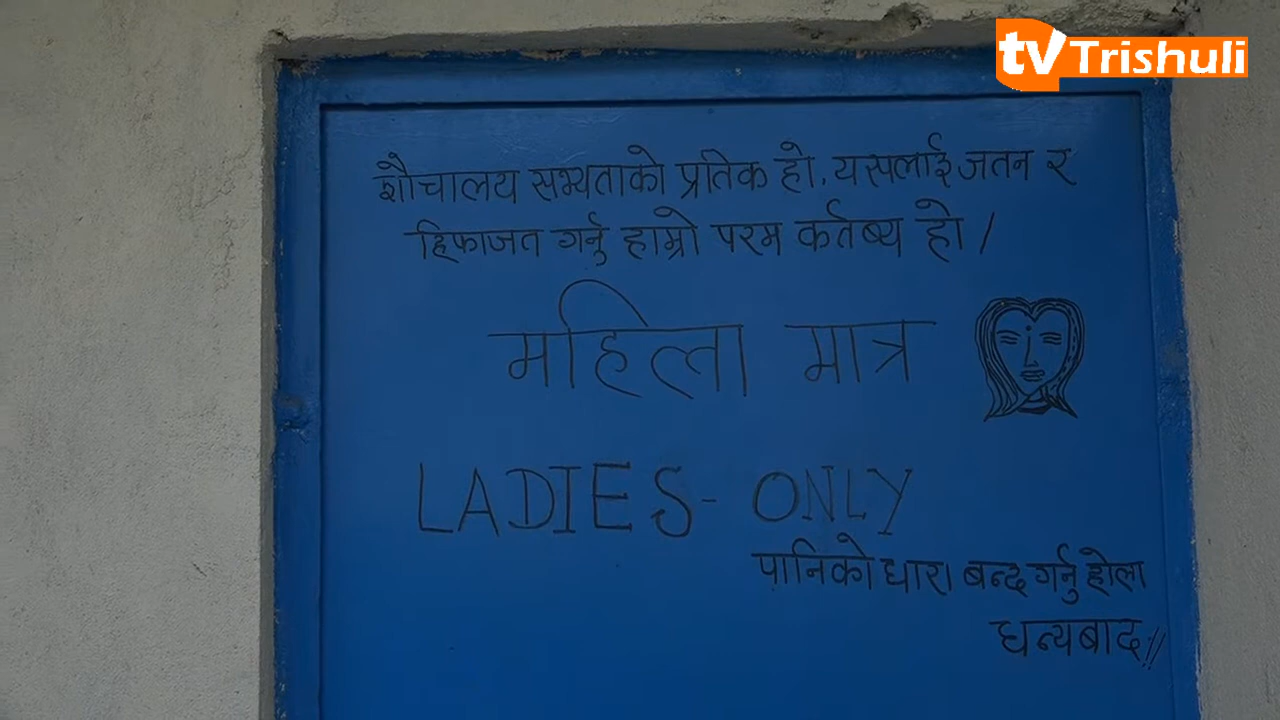 tv Trishuli
शौचालय सभ्यताको प्रतिक हो, यसलाई जतन र
हिफाजत गर्नु हाम्रो परम कर्तब्य हो /
महिला मात्र
LADIES - ONLY
पानिको धारा बन्द गर्नु होला
धन्यबाद //